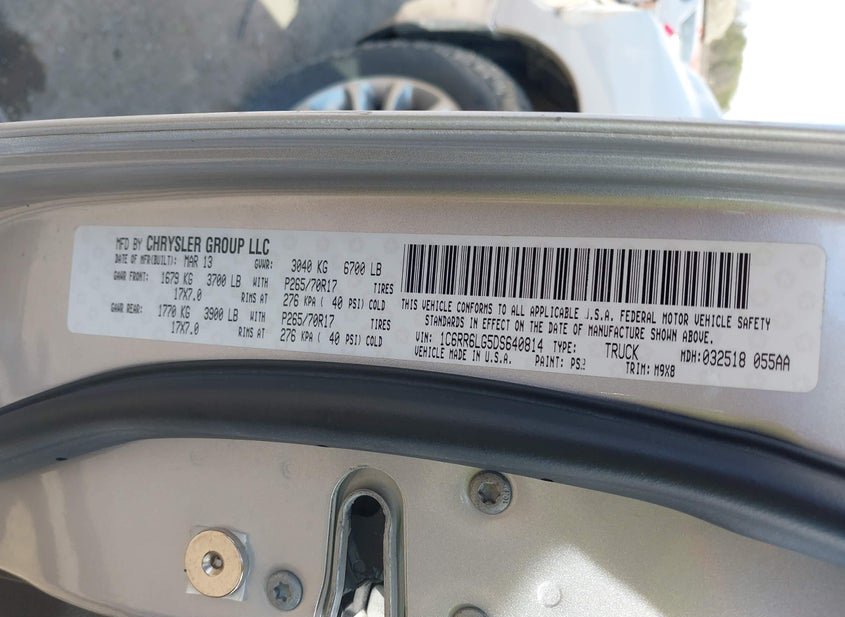 MFD BY CHRYSLER GROUP LLC
DATE OF MFR(BUILT): MAR 13 GVWR: 3040 KG 6700 LB
GAWR FRONT: 1679 KG 3700 LB WITH P265/70R17 TIRES
17X7.0 RIMS AT 276 KPA ( 40 PSI) COLD
GAWR REAR: 1770 KG 3900 LB WITH P265/70R17 TIRES
17X7.0 RIMS AT 276 KPA ( 40 PSI) COLD
THIS VEHICLE CONFORMS TO ALL APPLICABLE U.S.A. FEDERAL MOTOR VEHICLE SAFETY
STANDARDS IN EFFECT ON THE DATE OF MANUFACTURE SHOWN ABOVE.
VIN: 1C6RR6LG5DS640814 TYPE: TRUCK MDH:032518 055AA
VEHICLE MADE IN U.S.A. PAINT: TRIM: M9X8